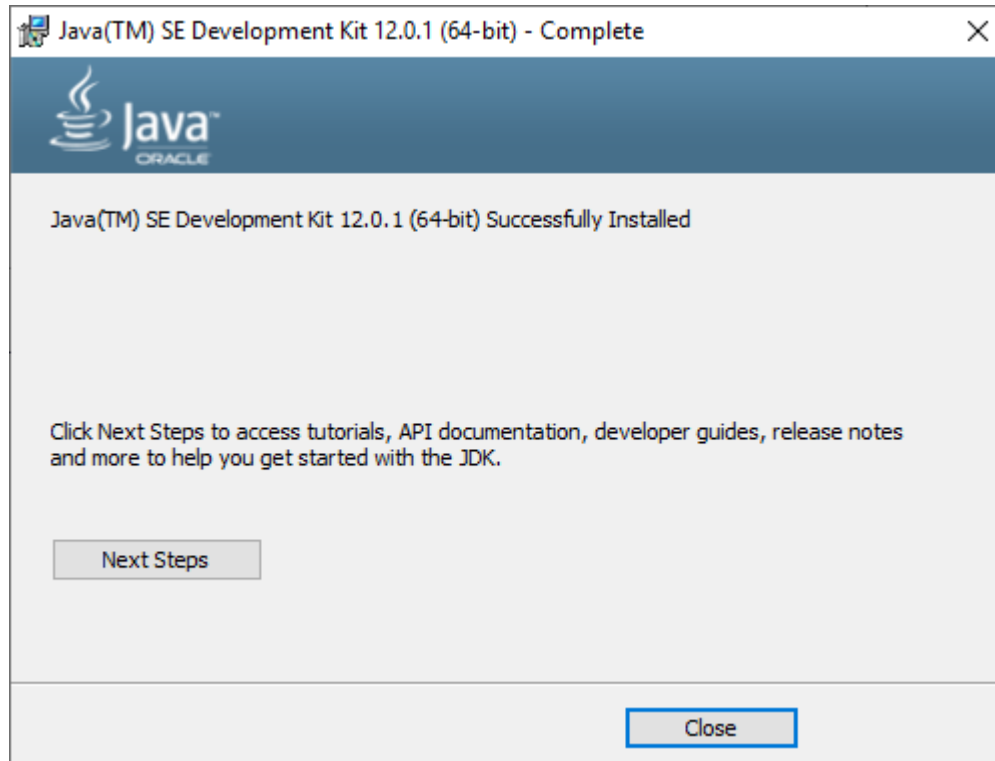 Java(TM) SE Development Kit 12.0.1 (64-bit) - Complete
Java™
ORACLE
Java(TM) SE Development Kit 12.0.1 (64-bit) Successfully Installed
Click Next Steps to access tutorials, API documentation, developer guides, release notes
and more to help you get started with the JDK.
Next Steps
Close